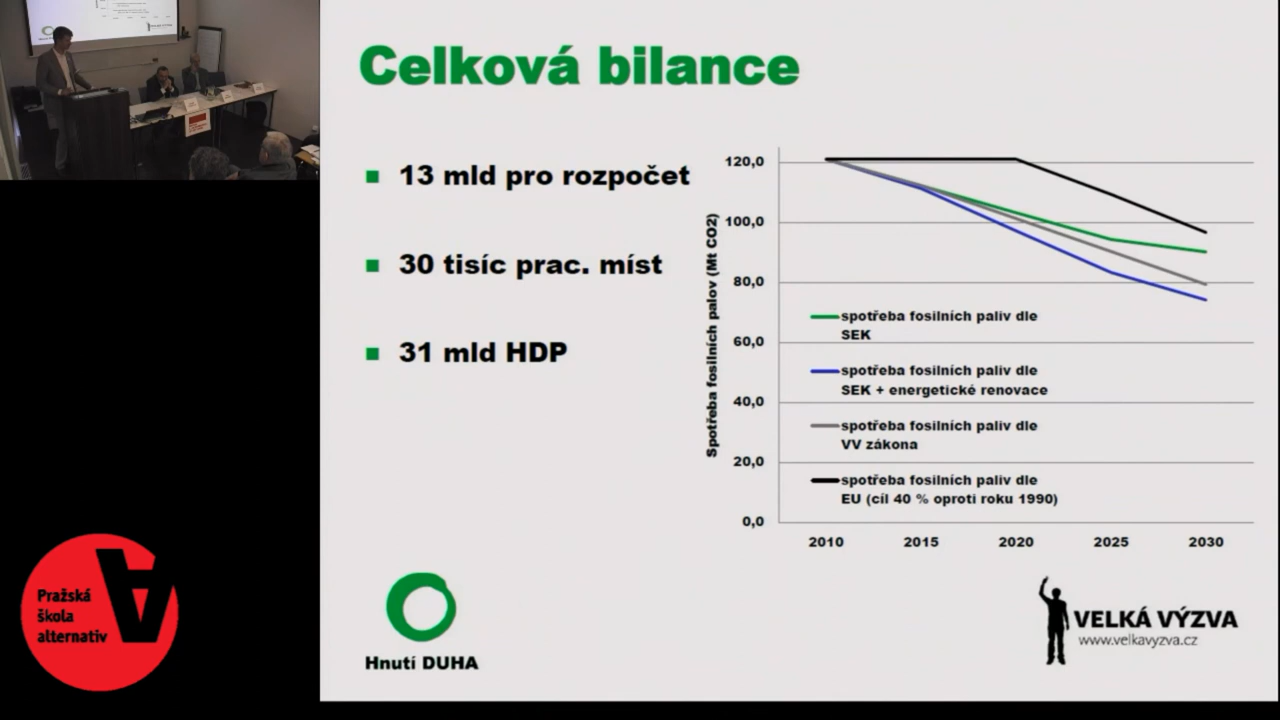 Celková bilance
13 mld pro rozpočet
30 tisíc prac. míst
31 mld HDP
Spotřeba fosilních palov (Mt CO2)
120,0
100,0
80,0
60,0
40,0
20,0
0,0
2010 2015 2020 2025 2030
spotřeba fosilních paliv dle
SEK
spotřeba fosilních paliv dle
SEK + energetické renovace
spotřeba fosilních paliv dle
VV zákona
spotřeba fosilních paliv dle
EU (cíl 40 % oproti roku 1990)
Pražská
škola
alternativ
Hnutí DUHA
VELKÁ VÝZVA
www.velkavyzva.cz